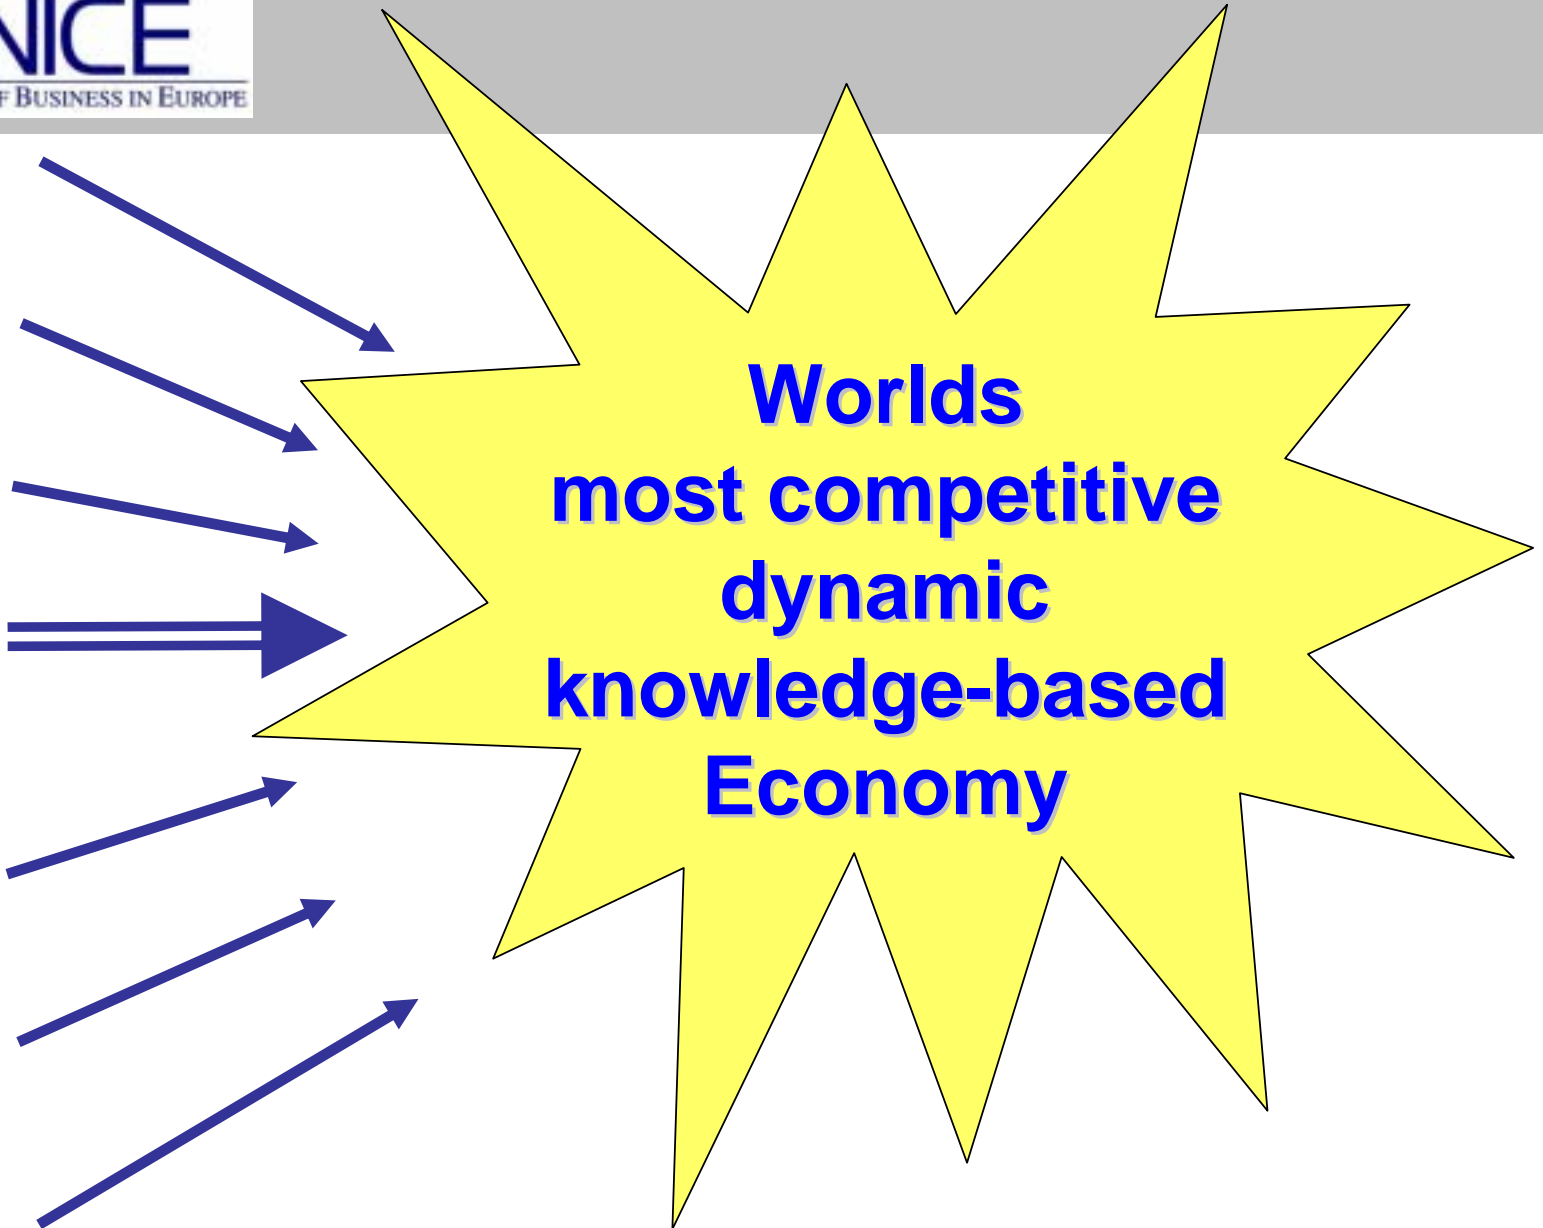 NICE
F BUSINESS IN EUROPE
Worlds
most competitive
dynamic
knowledge-based
Economy